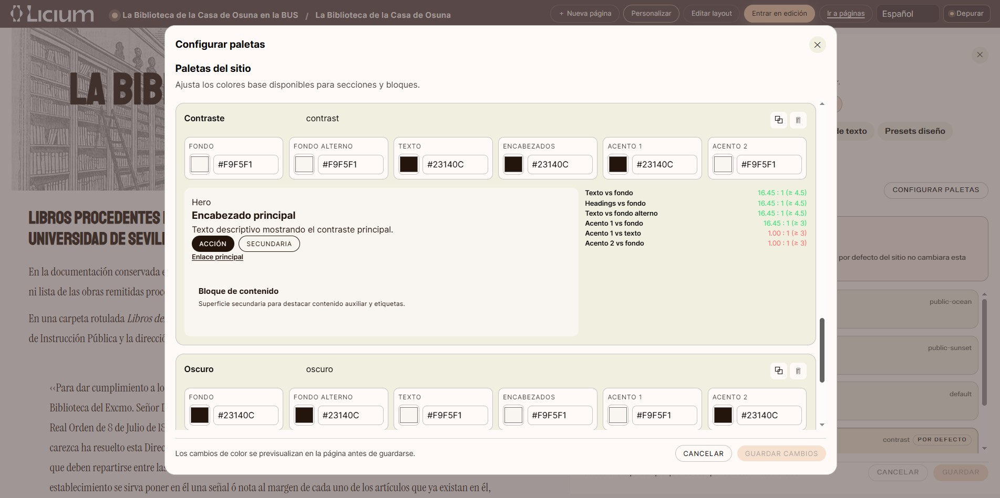 Licium
La Biblioteca de la Casa de Osuna en la BUS / La Biblioteca de la Casa de Osuna
+ Nueva página
Personalizar
Editar layout
Entrar en edición
Ir a páginas
Español
Depurar
LA BIB
LIBROS PROCEDENTES
UNIVERSIDAD DE SEVIL
En la documentación conservada
ni lista de las obras remitidas
En una carpeta rotulada Libros de
de Instrucción Pública y la
‹‹Para dar cumplimiento a lo
Biblioteca del Excmo. Señor
Real Orden de 8 de Julio de 18
carezca ha resuelto esta
que deben repartirse entre
establecimiento se sirva poner en él una señal ó nota al margen de cada uno de los artículos que ya existan en él,
Configurar paletas
Paletas del sitio
Ajusta los colores base disponibles para secciones y bloques.
Contraste contrast
FONDO FONDO ALTERNO TEXTO ENCABEZADOS ACENTO 1 ACENTO 2
#F9F5F1 #F9F5F1 #23140C #23140C #23140C #F9F5F1
Hero
Encabezado principal
Texto descriptivo mostrando el contraste principal.
ACCIÓN SECUNDARIA
Enlace principal
Bloque de contenido
Superficie secundaria para destacar contenido auxiliar y etiquetas.
Texto vs fondo 16.45 : 1 (≥ 4.5)
Headings vs fondo 16.45 : 1 (≥ 4.5)
Texto vs fondo alterno 16.45 : 1 (≥ 4.5)
Acento 1 vs fondo 16.45 : 1 (≥ 3)
Acento 1 vs texto 1.00 : 1 (≥ 3)
Acento 2 vs fondo 1.00 : 1 (≥ 3)
Oscuro oscuro
FONDO FONDO ALTERNO TEXTO ENCABEZADOS ACENTO 1 ACENTO 2
#23140C #23140C #F9F5F1 #F9F5F1 #F9F5F1 #23140C
Los cambios de color se previsualizan en la página antes de guardarse.
CANCELAR GUARDAR CAMBIOS
de texto
Presets diseño
CONFIGURAR PALETAS
por defecto del sitio no cambiara esta
public-ocean
public-sunset
default
contrast POR DEFECTO
CANCELAR GUARDAR